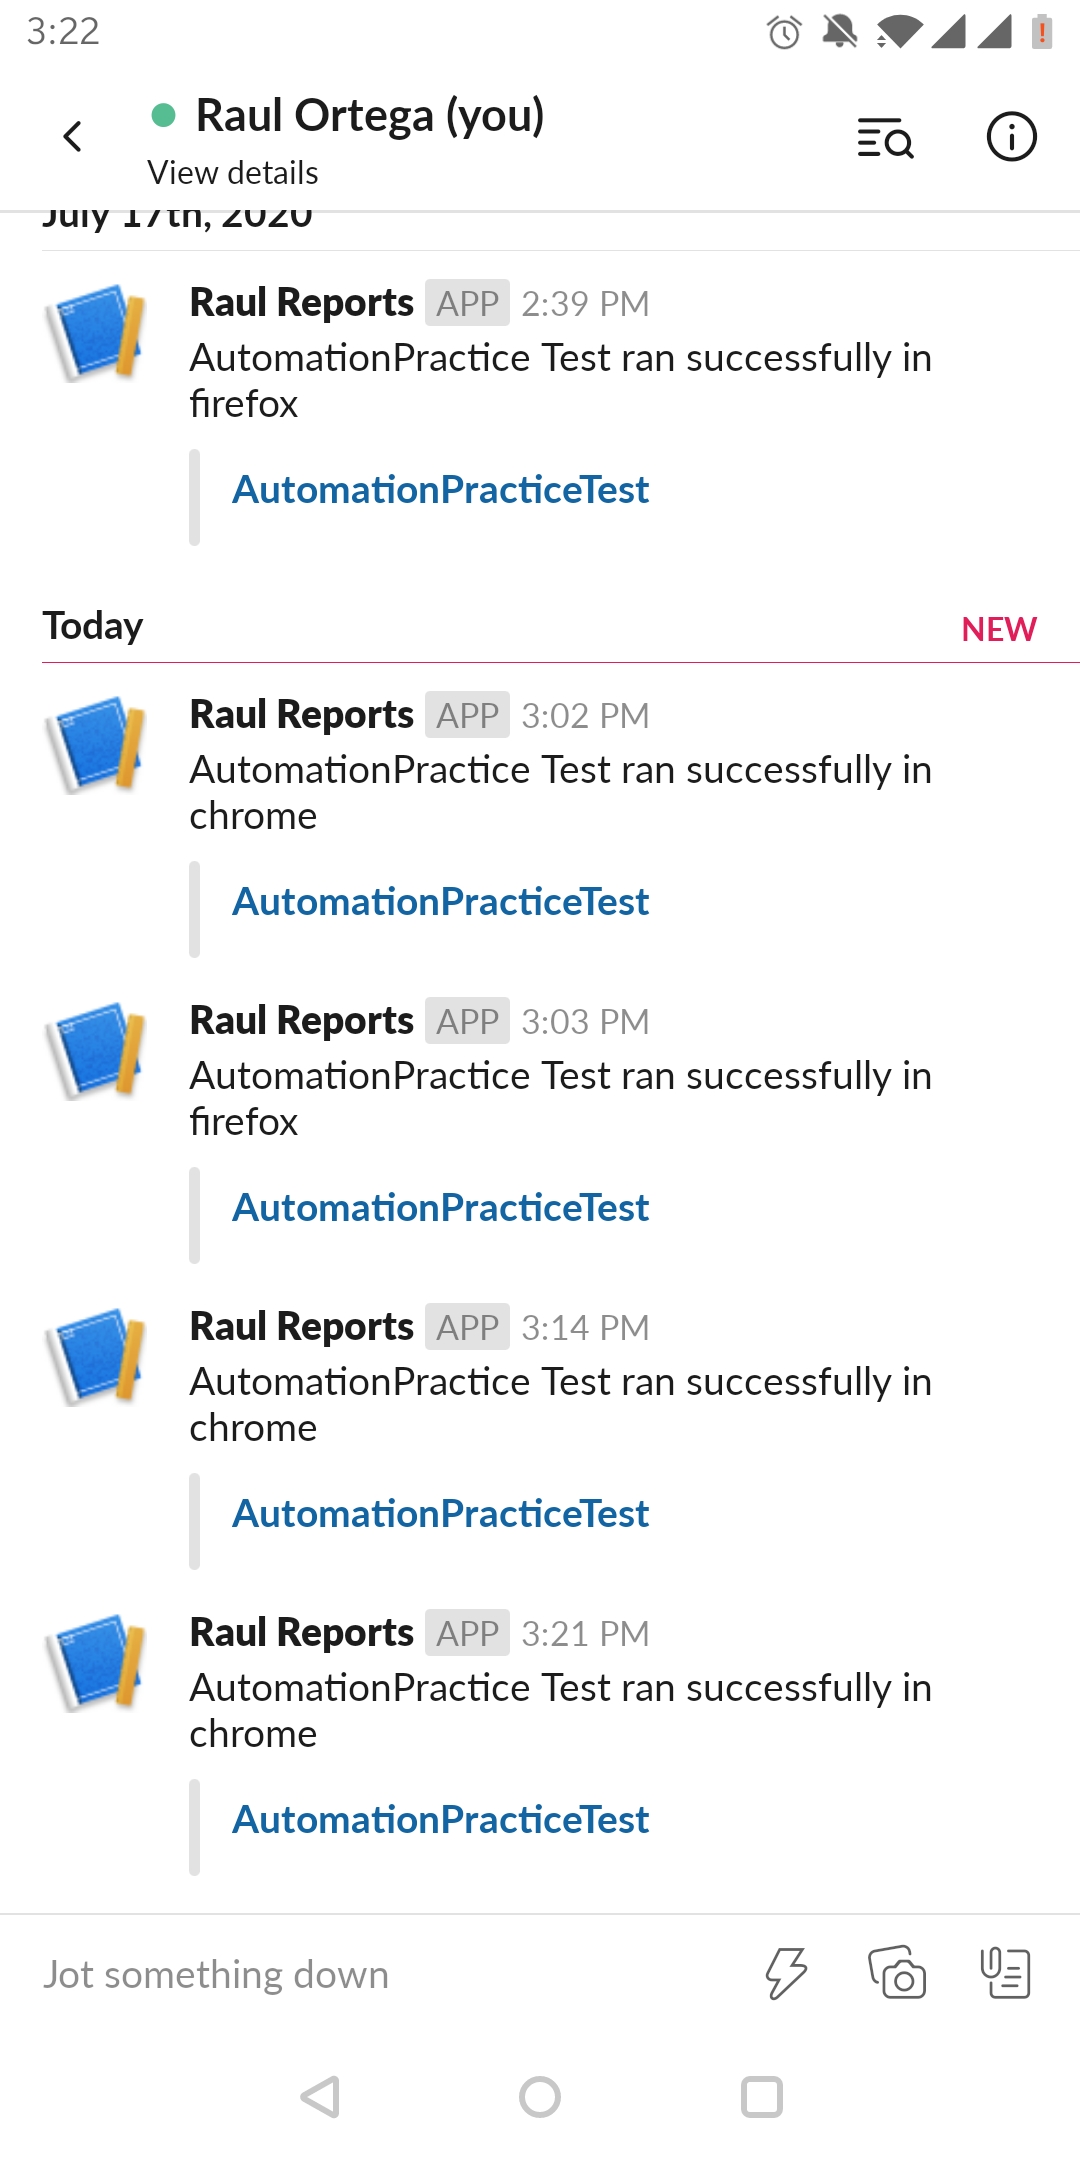 3:22
Raul Ortega (you)
View details
July 17th, 2020
Raul Reports APP 2:39 PM
AutomationPractice Test ran successfully in
firefox
AutomationPracticeTest
Today NEW
Raul Reports APP 3:02 PM
AutomationPractice Test ran successfully in
chrome
AutomationPracticeTest
Raul Reports APP 3:03 PM
AutomationPractice Test ran successfully in
firefox
AutomationPracticeTest
Raul Reports APP 3:14 PM
AutomationPractice Test ran successfully in
chrome
AutomationPracticeTest
Raul Reports APP 3:21 PM
AutomationPractice Test ran successfully in
chrome
AutomationPracticeTest
Jot something down